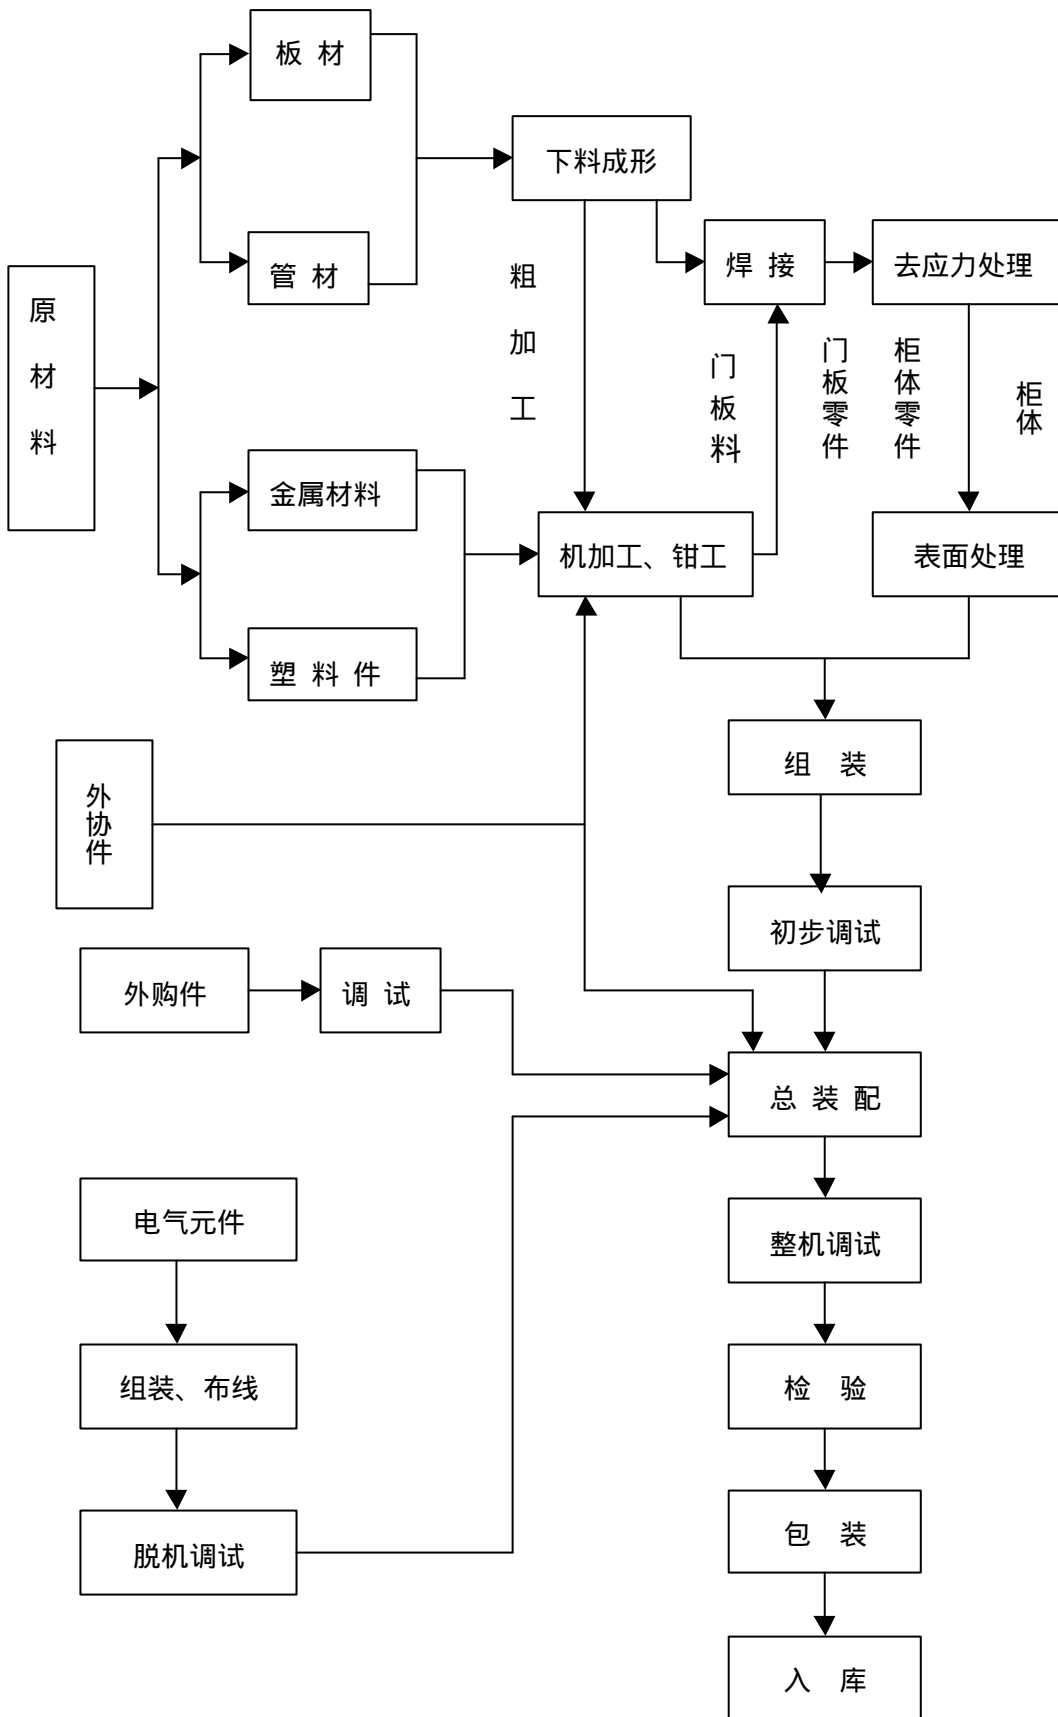 板 材
下料成形
管 材
焊 接
去应力处理
原材料
粗加工
门板料
门板零件
柜体零件
柜体
金属材料
机加工、钳工
表面处理
塑 料 件
组 装
外协件
初步调试
外购件
调 试
总 装 配
电气元件
整机调试
组装、布线
检 验
脱机调试
包 装
入 库